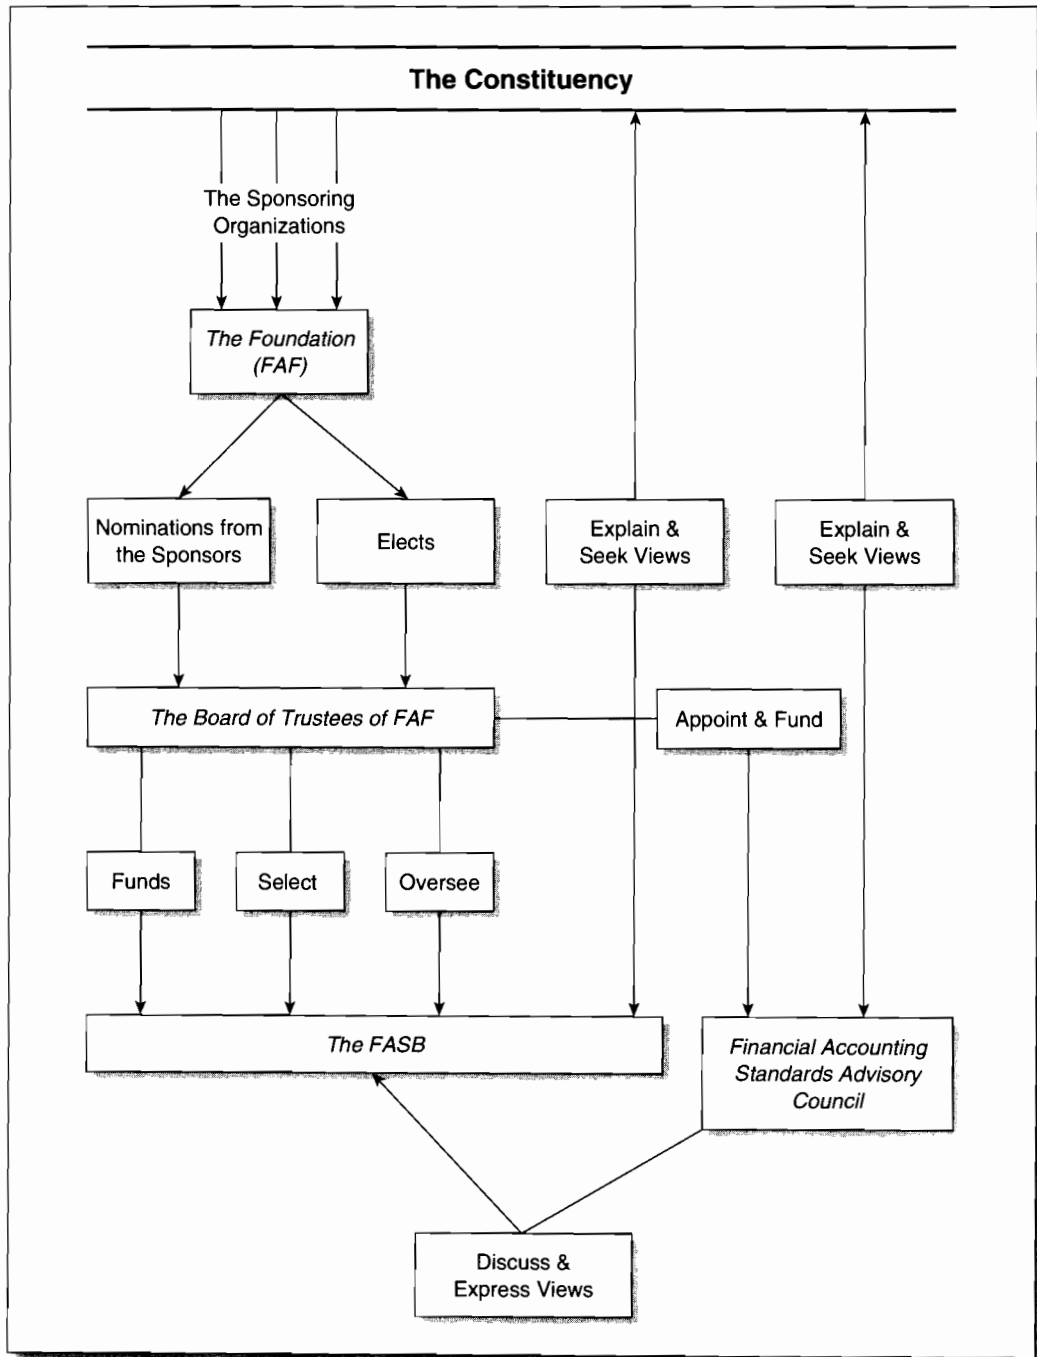 The Constituency
The Sponsoring
Organizations
The Foundation
(FAF)
Nominations from
the Sponsors
Elects
Explain &
Seek Views
Explain &
Seek Views
The Board of Trustees of FAF
Appoint & Fund
Funds
Select
Oversee
The FASB
Financial Accounting
Standards Advisory
Council
Discuss &
Express Views